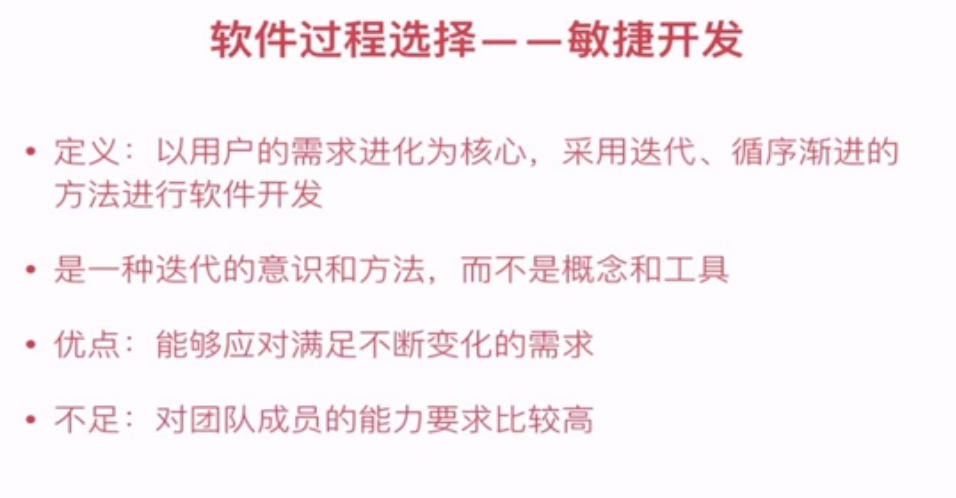 软件过程选择——敏捷开发
• 定义：以用户的需求进化为核心，采用迭代、循序渐进的
方法进行软件开发
• 是一种迭代的意识和方法，而不是概念和工具
• 优点：能够应对满足不断变化的需求
• 不足：对团队成员的能力要求比较高